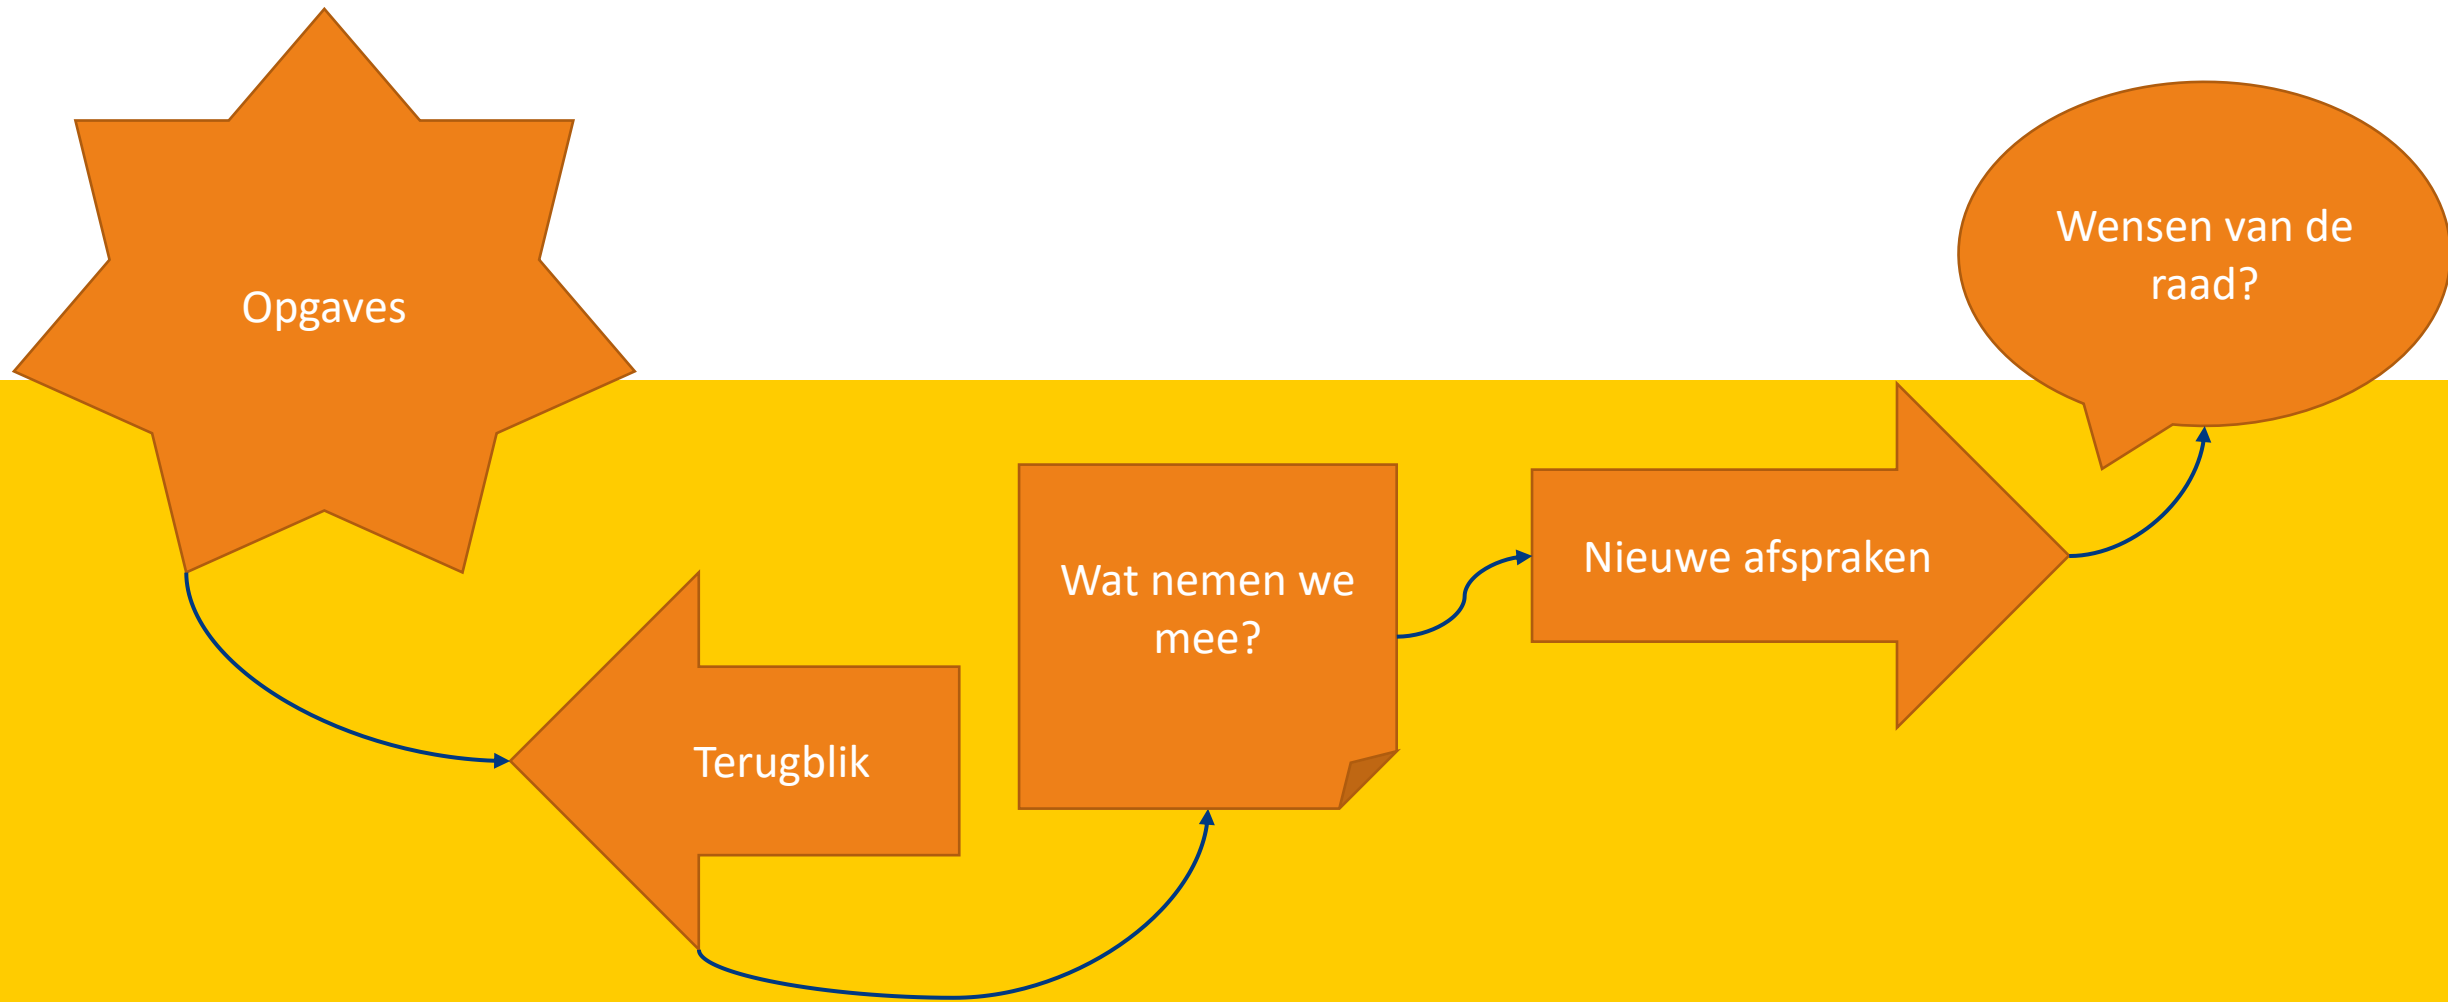 Opgaves
Terugblik
Wat nemen we
mee?
Nieuwe afspraken
Wensen van de
raad?